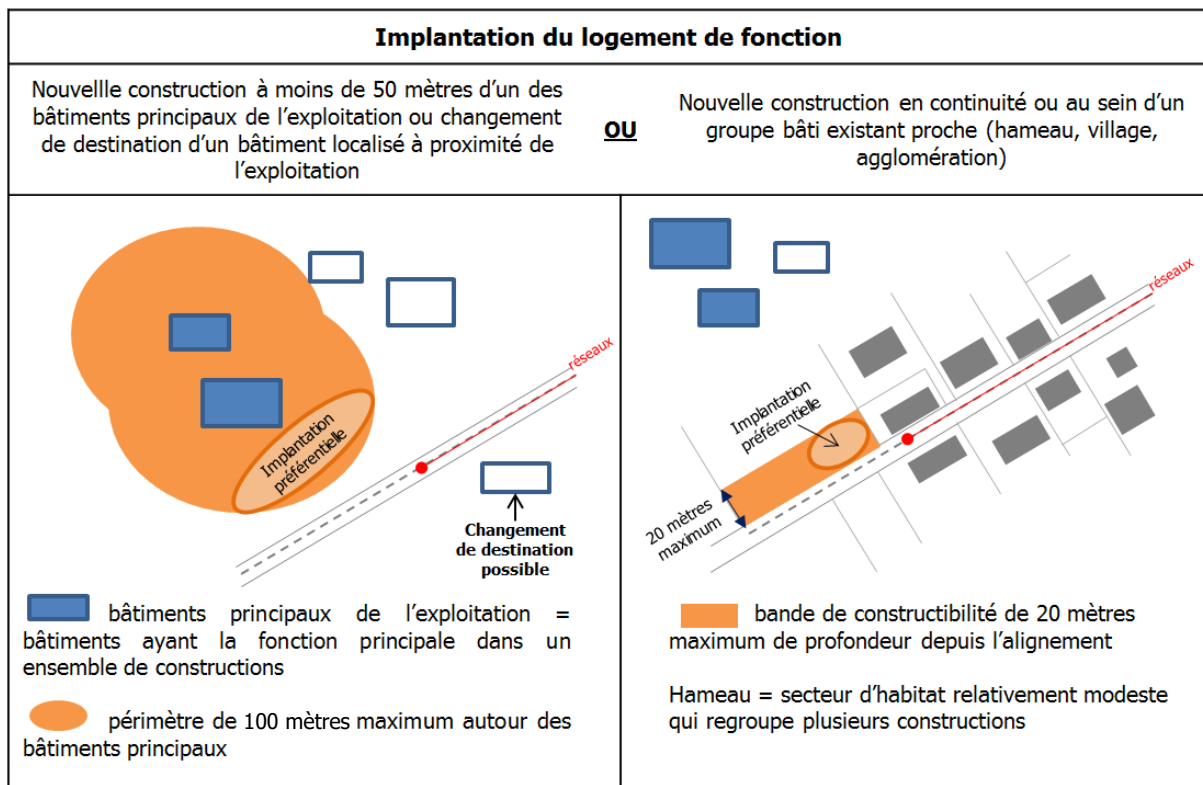 Implantation du logement de fonction
Nouvellle construction à moins de 50 mètres d'un des
bâtiments principaux de l'exploitation ou changement
de destination d'un bâtiment localisé à proximité de
l'exploitation
OU
Nouvelle construction en continuité ou au sein d'un
groupe bâti existant proche (hameau, village,
agglomération)
réseaux
Implantation
préférentielle
Changement
de destination
possible
bâtiments principaux de l'exploitation =
bâtiments ayant la fonction principale dans un
ensemble de constructions
périmètre de 100 mètres maximum autour des
bâtiments principaux
réseaux
Implantation
préférentielle
20 mètres
maximum
bande de constructibilité de 20 mètres
maximum de profondeur depuis l'alignement
Hameau = secteur d'habitat relativement modeste
qui regroupe plusieurs constructions